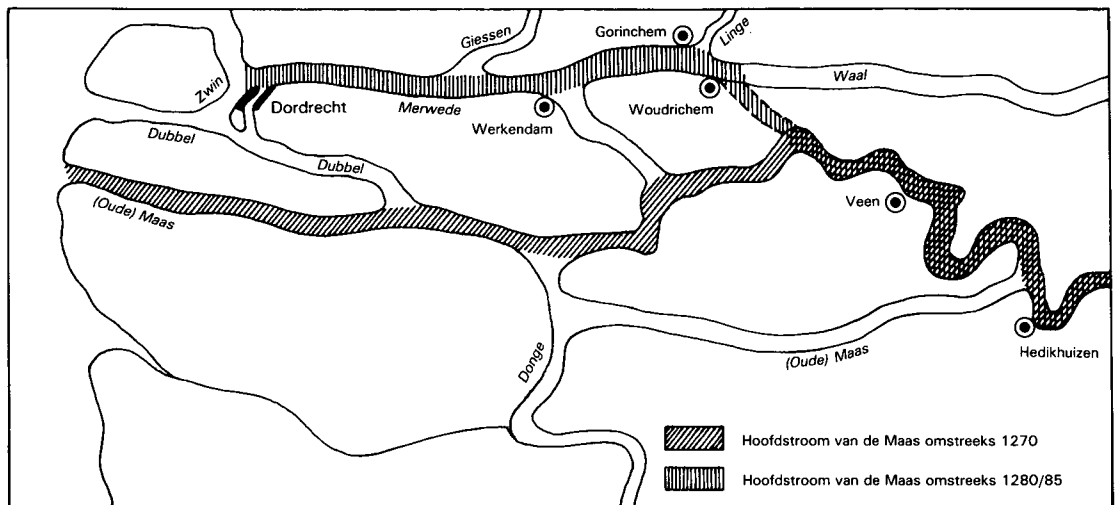 Gorinchem
Linge
Giessen
Waal
Zwin
Dordrecht
Merwede
Woudrichem
Werkendam
Dubbel
Dubbel
Veen
(Oude) Maas
Donge
(Oude) Maas
Hedikhuizen
Hoofdstroom van de Maas omstreeks 1270
Hoofdstroom van de Maas omstreeks 1280/85